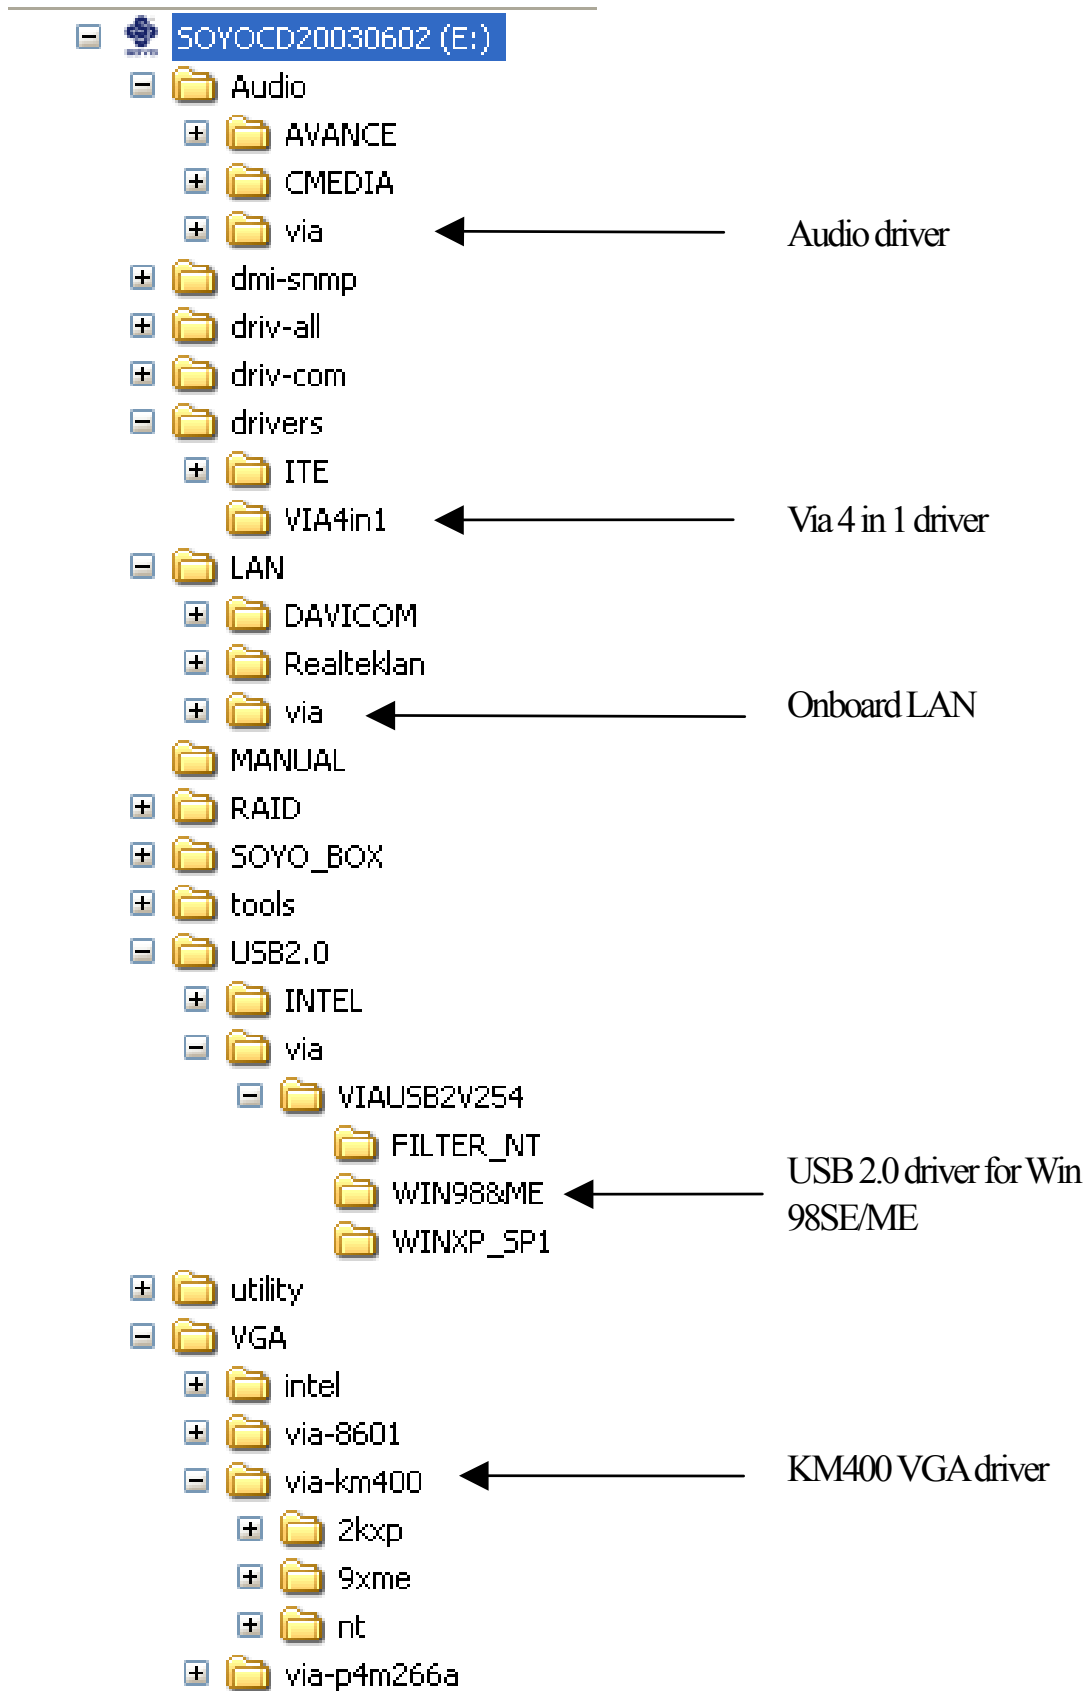 SOYOCD20030602 (E:)
Audio
AVANCE
CMEDIA
via
Audio driver
dmi-snmp
driv-all
driv-com
drivers
ITE
VIA4in1
Via 4 in 1 driver
LAN
DAVICOM
Realteklan
via
Onboard LAN
MANUAL
RAID
SOYO_BOX
tools
USB2.0
INTEL
via
VIAUSB2V254
FILTER_NT
WIN98&ME
USB 2.0 driver for Win
98SE/ME
WINXP_SP1
utility
VGA
intel
via-8601
via-km400
KM400 VGA driver
2kxp
9xme
nt
via-p4m266a